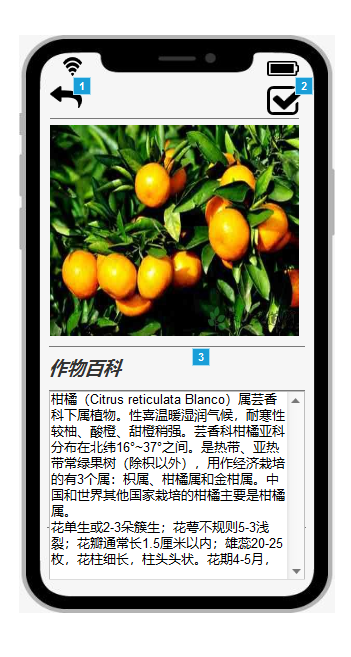 1
2
3
作物百科
柑橘（Citrus reticulata Blanco）属芸香
科下属植物。性喜温暖湿润气候，耐寒性
较柚、酸橙、甜橙稍强。芸香科柑橘亚科
分布在北纬16°~37°之间。是热带、亚热
带常绿果树（除枳以外），用作经济栽培
的有3个属：枳属、柑橘属和金柑属。中
国和世界其他国家栽培的柑橘主要是柑橘
属。
花单生或2-3朵簇生；花萼不规则5-3浅
裂；花瓣通常长1.5厘米以内；雄蕊20-25
枚，花柱细长，柱头头状。花期4-5月，